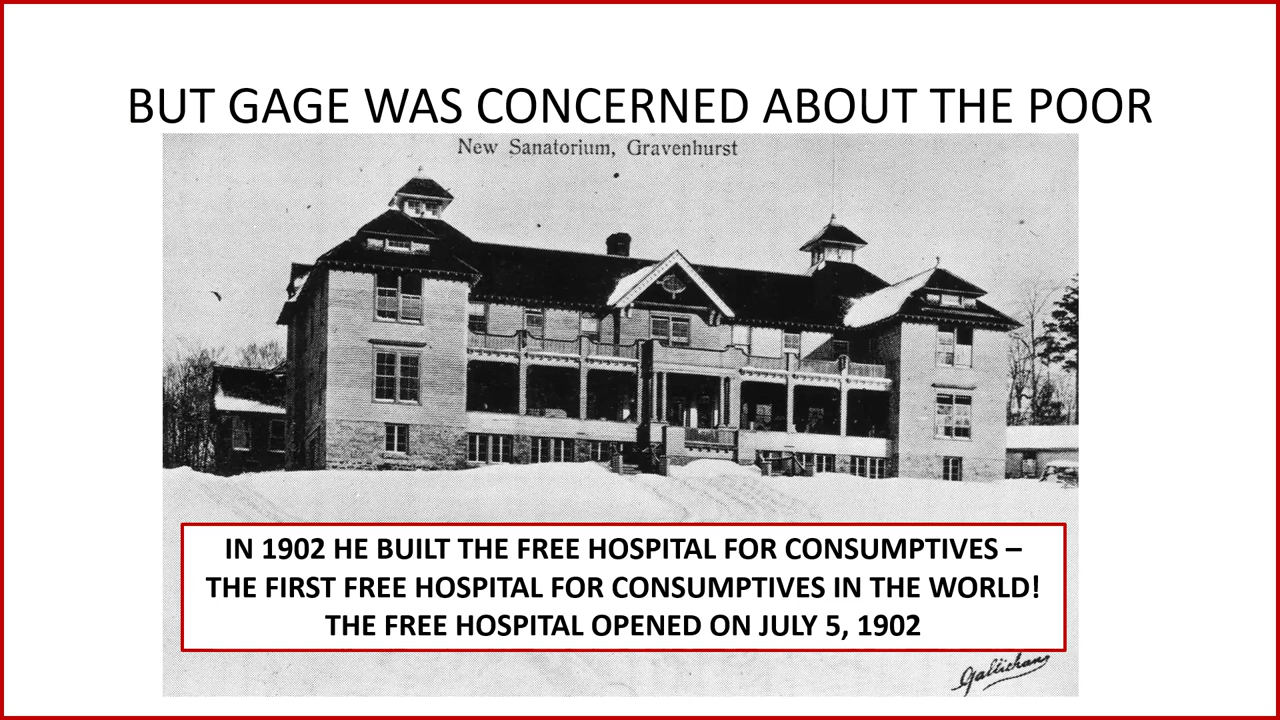 BUT GAGE WAS CONCERNED ABOUT THE POOR
New Sanatorium, Gravenhurst
IN 1902 HE BUILT THE FREE HOSPITAL FOR CONSUMPTIVES –
THE FIRST FREE HOSPITAL FOR CONSUMPTIVES IN THE WORLD!
THE FREE HOSPITAL OPENED ON JULY 5, 1902
Gallichan